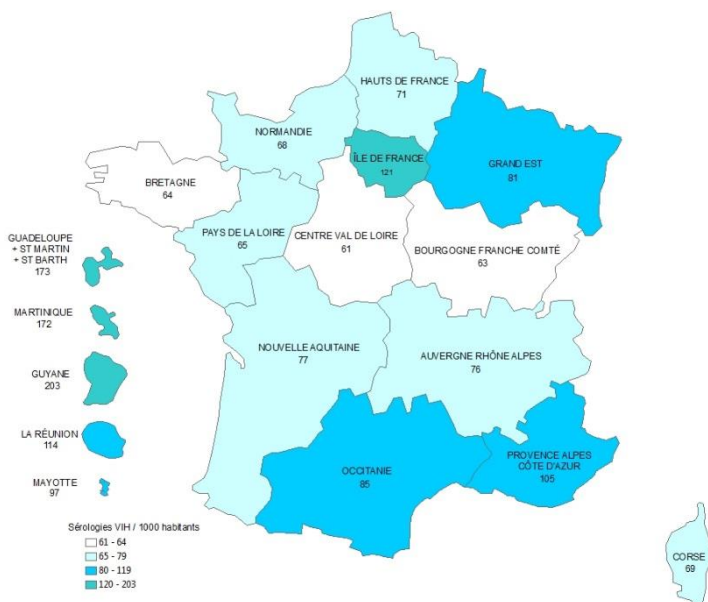 HAUTS DE FRANCE
71
NORMANDIE
68
ÎLE DE FRANCE
121
GRAND EST
81
BRETAGNE
64
PAYS DE LA LOIRE
65
CENTRE VAL DE LOIRE
61
BOURGOGNE FRANCHE COMTÉ
63
GUADELOUPE
+ ST MARTIN
+ ST BARTH
173
MARTINIQUE
172
GUYANE
203
LA RÉUNION
114
MAYOTTE
97
NOUVELLE AQUITAINE
77
AUVERGNE RHÔNE ALPES
76
OCCITANIE
85
PROVENCE ALPES
CÔTE D'AZUR
105
CORSE
69
Sérologies VIH / 1000 habitants
61 - 64
65 - 79
80 - 119
120 - 203